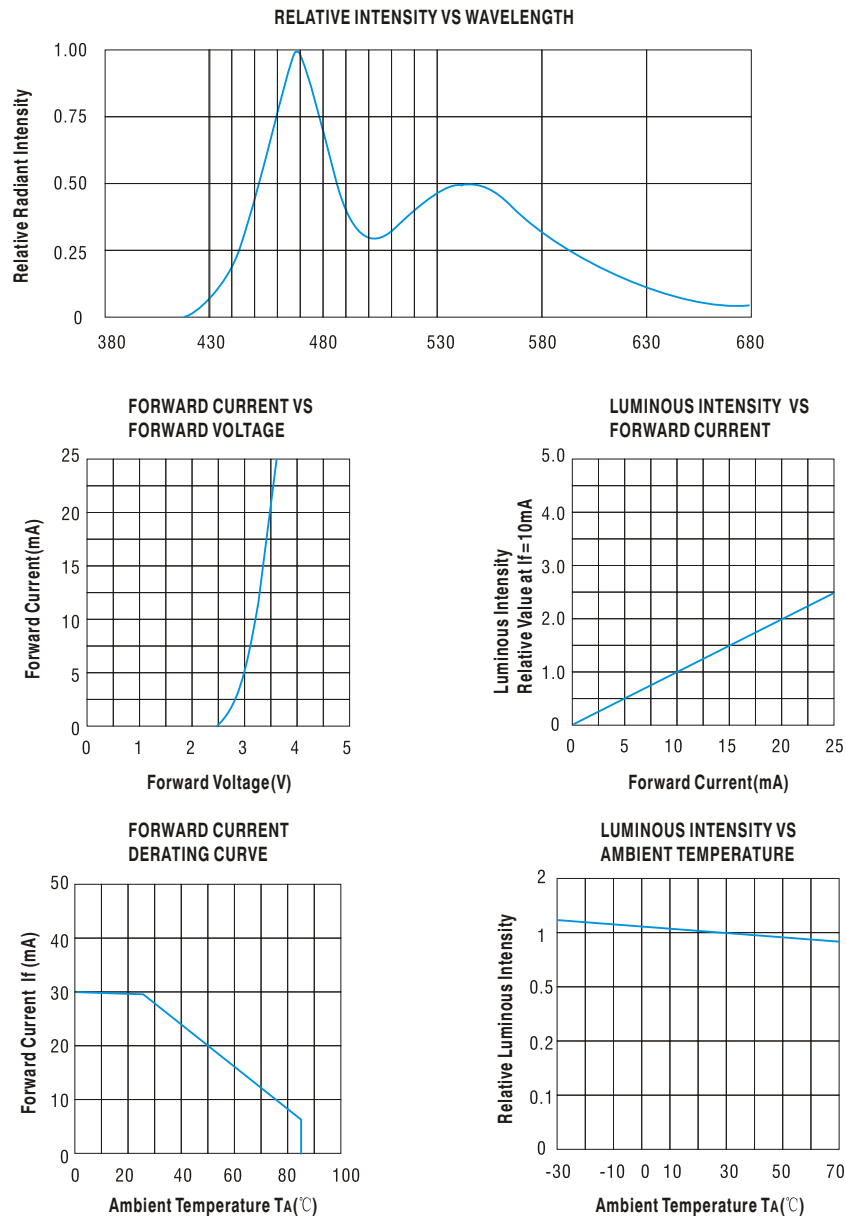 RELATIVE INTENSITY VS WAVELENGTH
Relative Radiant Intensity
1.00
0.75
0.50
0.25
0
380 430 480 530 580 630 680
FORWARD CURRENT VS
FORWARD VOLTAGE
Forward Current(mA)
25
20
15
10
5
0
0 1 2 3 4 5
Forward Voltage(V)
LUMINOUS INTENSITY VS
FORWARD CURRENT
Luminous Intensity
Relative Value at If=10mA
5.0
4.0
3.0
2.0
1.0
0
0 5 10 15 20 25
Forward Current(mA)
FORWARD CURRENT
DERATING CURVE
Forward Current If (mA)
50
40
30
20
10
0
0 20 40 60 80 100
Ambient Temperature TA(℃)
LUMINOUS INTENSITY VS
AMBIENT TEMPERATURE
Relative Luminous Intensity
2
1
0.5
0.2
0.1
0
-30 -10 0 10 30 50 70
Ambient Temperature TA(℃)